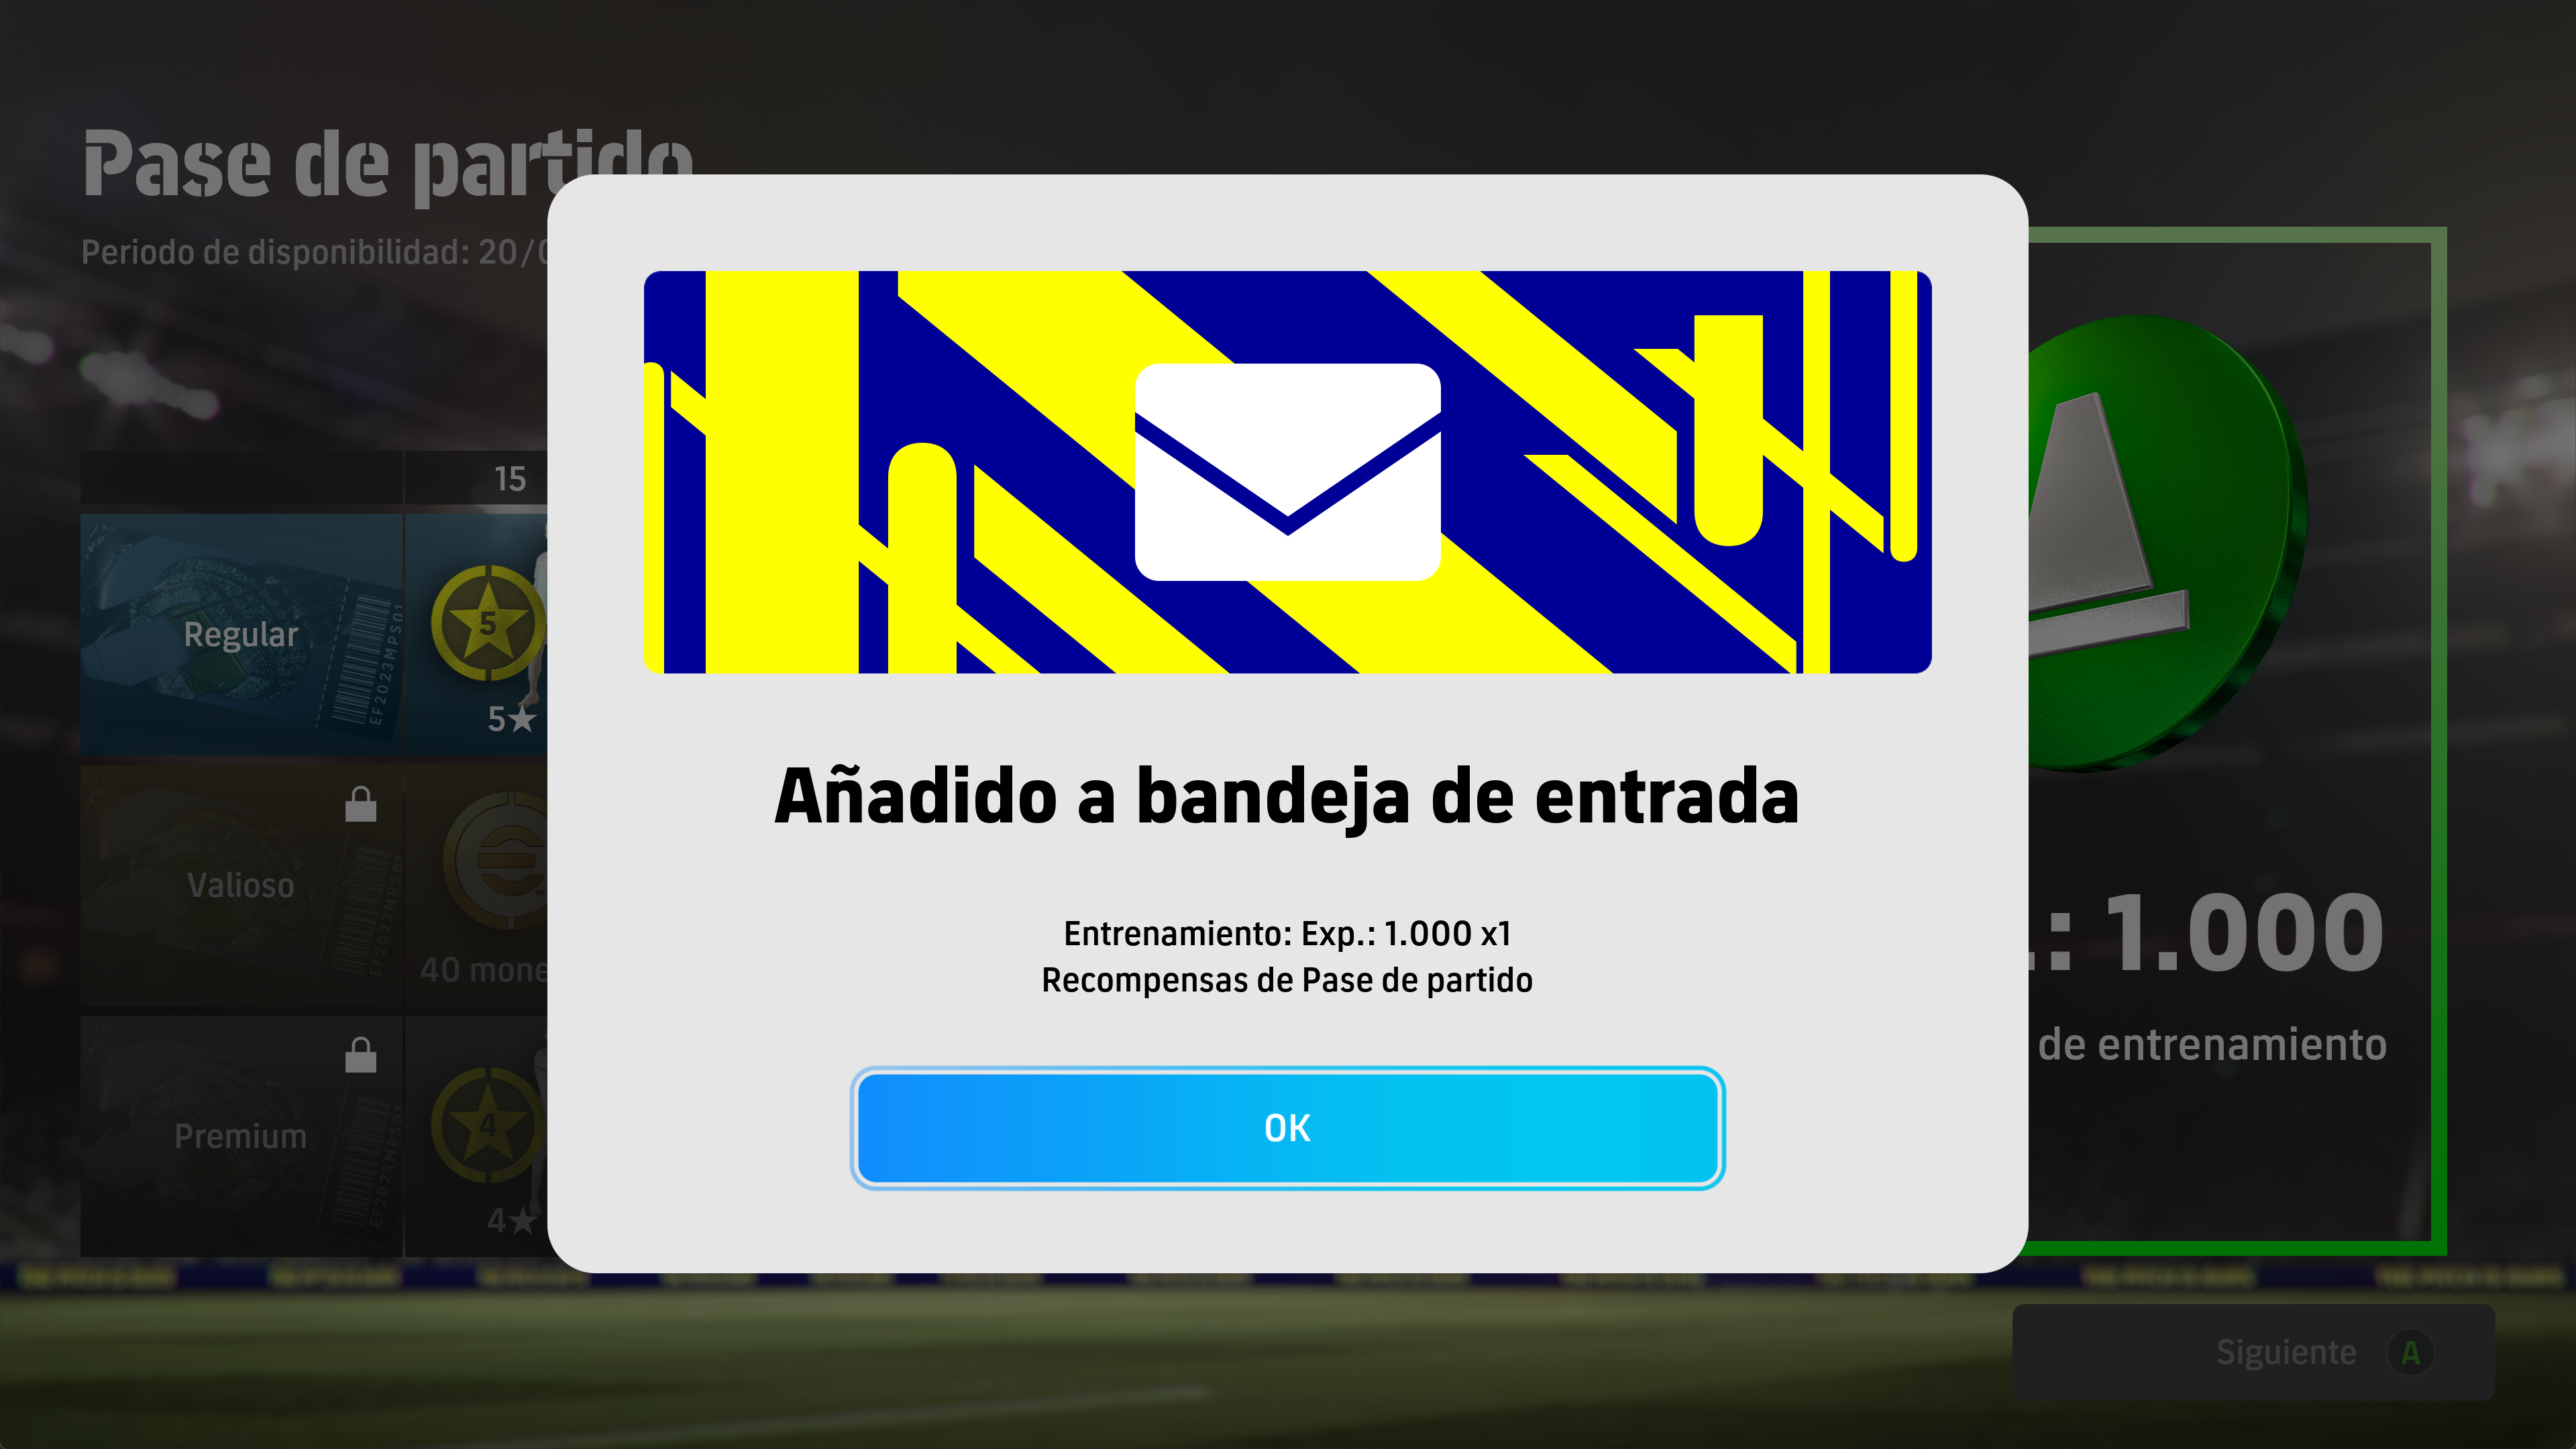 Pase de partido
Periodo de disponibilidad: 20/0
15
Regular
EF2023MPS01
5
5★
Valioso
EF2023MPS01
40 mone
Premium
EF2023MPS01
4
4★
Añadido a bandeja de entrada
Entrenamiento: Exp.: 1.000 x1
Recompensas de Pase de partido
OK
.: 1.000
de entrenamiento
Siguiente A